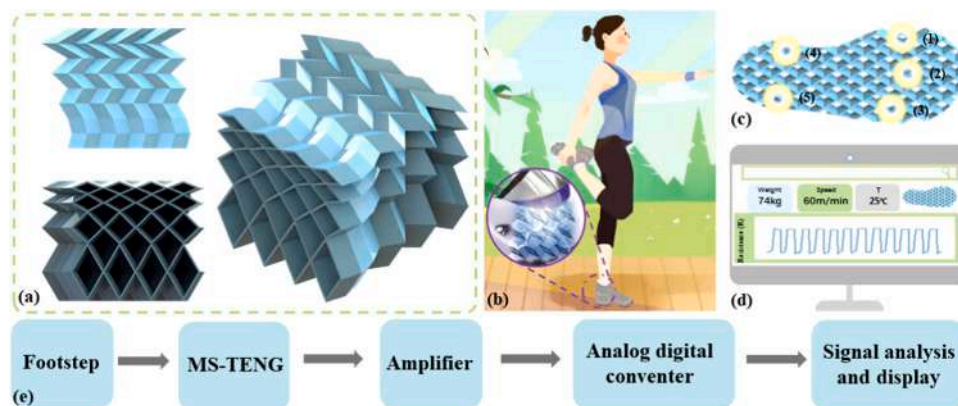 (a)
(b)
(1)
(4)
(2)
(5)
(3)
(c)
Weight
74kg
Speed
60m/min
T
25℃
Resistance (R)
(d)
Footstep
MS-TENG
Amplifier
Analog digital
conventer
Signal analysis
and display
(e)